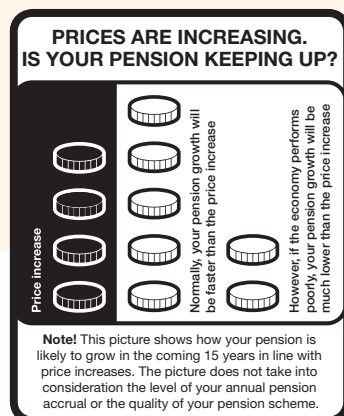 PRICES ARE INCREASING.
IS YOUR PENSION KEEPING UP?
Price increase
Normally, your pension growth will
be faster than the price increase
However, if the economy performs
poorly, your pension growth will be
much lower than the price increase
Note! This picture shows how your pension is
likely to grow in the coming 15 years in line with
price increases. The picture does not take into
consideration the level of your annual pension
accrual or the quality of your pension scheme.